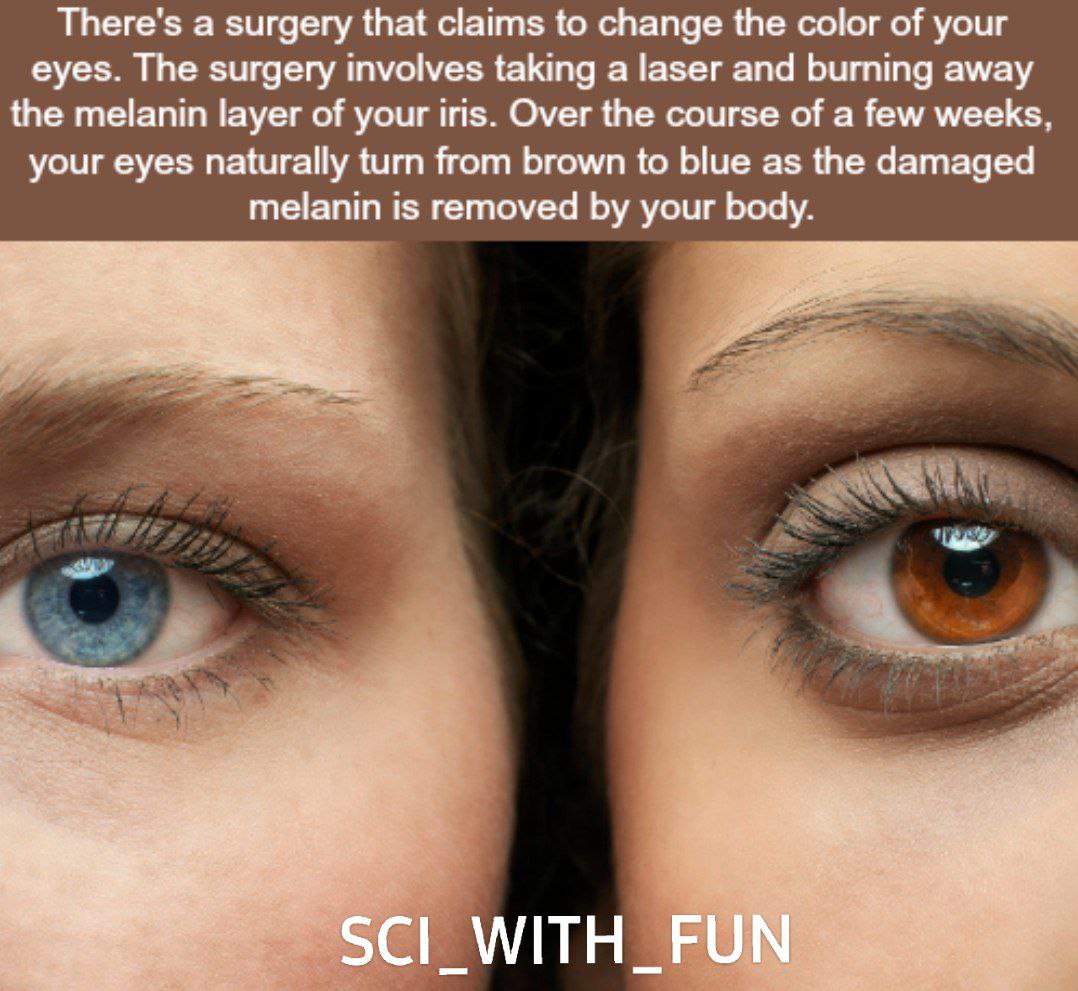 There's a surgery that claims to change the color of your
eyes. The surgery involves taking a laser and burning away
the melanin layer of your iris. Over the course of a few weeks,
your eyes naturally turn from brown to blue as the damaged
melanin is removed by your body.
SCI_WITH_FUN